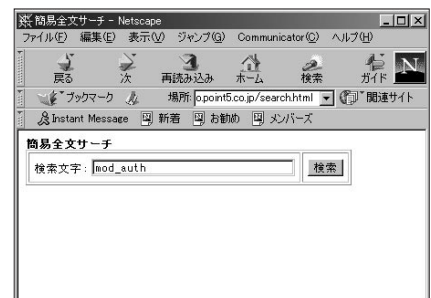 簡易全文サーチ - Netscape
ファイル(F) 編集(E) 表示(V) ジャンプ(G) Communicator(C) ヘルプ(H)
戻る 次 再読み込み ホーム 検索 ガイド N
ブックマーク 場所: opoint5.co.jp/search.html 関連サイト
Instant Message 新着 お勧め メンバーズ
簡易全文サーチ
検索文字: mod_auth 検索